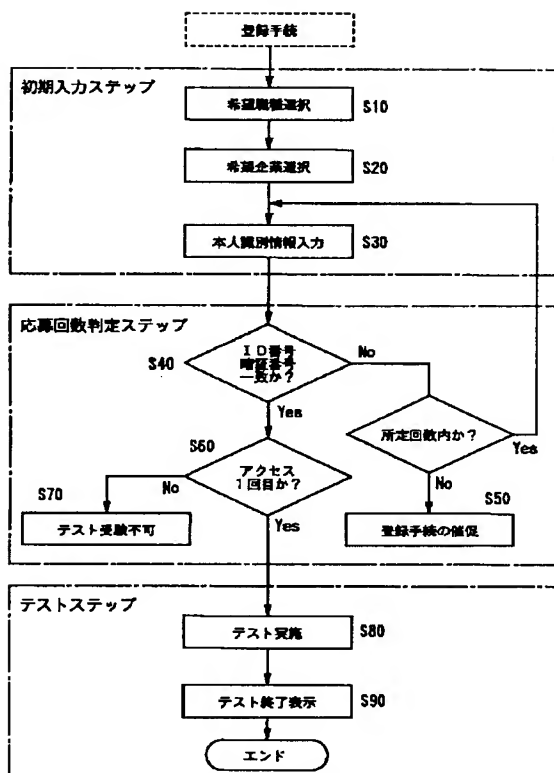 登録手続
初期入力ステップ
希望職種選択
S10
希望企業選択
S20
本人識別情報入力
S30
応募回数判定ステップ
S40
ID番号
暗証番号
一致か?
No
Yes
所定回数内か?
Yes
S60
アクセス
1回目か?
No
S50
S70
No
Yes
テスト受験不可
登録手続の催促
テストステップ
テスト実施
S80
テスト終了表示
S90
エンド